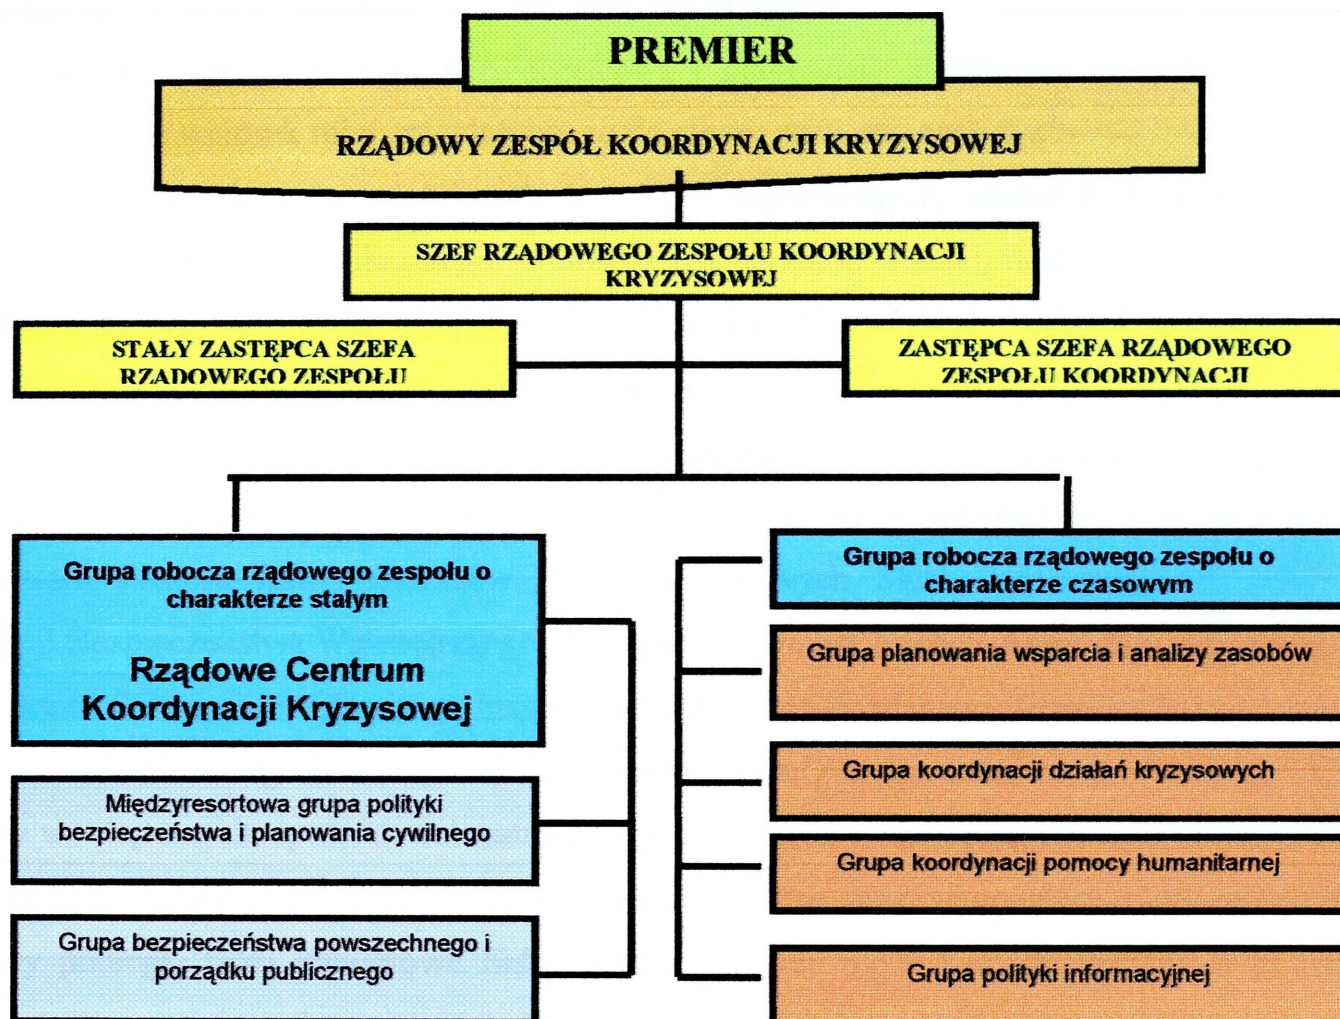 PREMIER
RZĄDOWY ZESPÓŁ KOORDYNACJI KRYZYSOWEJ
SZEF RZĄDOWEGO ZESPOŁU KOORDYNACJI
KRYZYSOWEJ
STAŁY ZASTĘPCA SZEFA
RZĄDOWEGO ZESPOŁU
ZASTĘPCA SZEFA RZĄDOWEGO
ZESPOŁU KOORDYNACJI
Grupa robocza rządowego zespołu o
charakterze stałym
Rządowe Centrum
Koordynacji Kryzysowej
Międzyresortowa grupa polityki
bezpieczeństwa i planowania cywilnego
Grupa bezpieczeństwa powszechnego i
porządku publicznego
Grupa robocza rządowego zespołu o
charakterze czasowym
Grupa planowania wsparcia i analizy zasobów
Grupa koordynacji działań kryzysowych
Grupa koordynacji pomocy humanitarnej
Grupa polityki informacyjnej